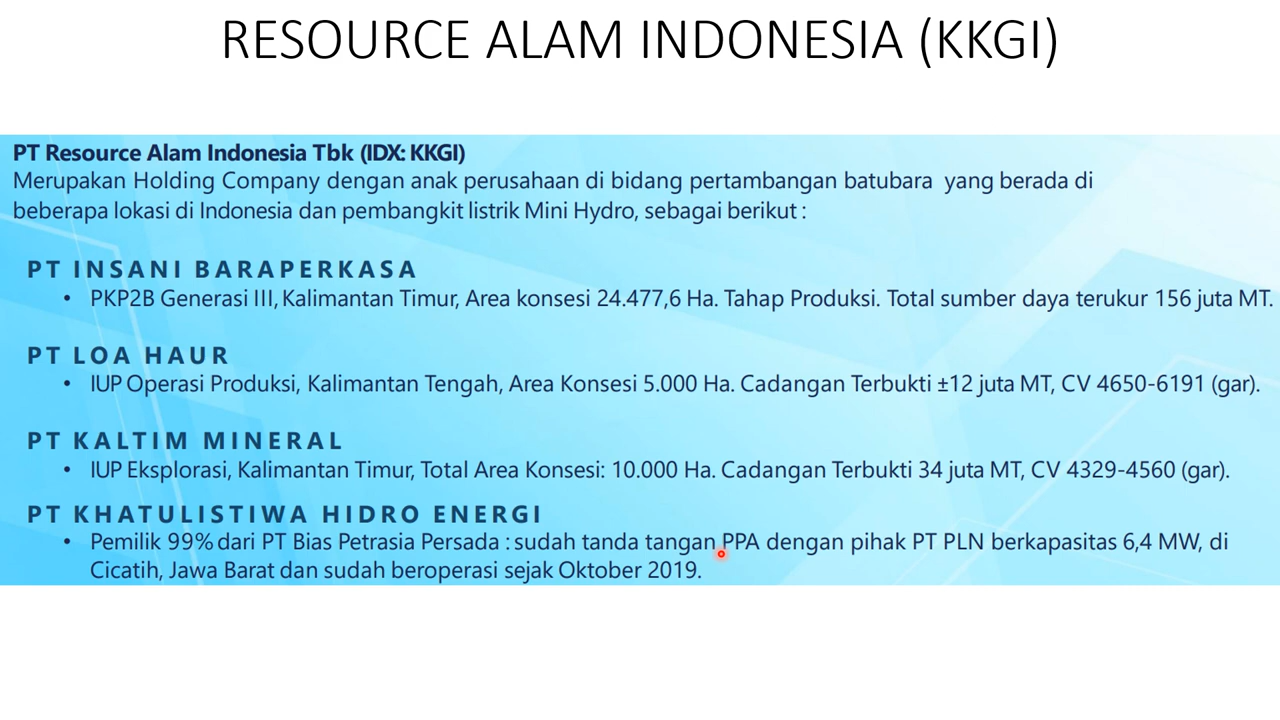 RESOURCE ALAM INDONESIA (KKGI)
PT Resource Alam Indonesia Tbk (IDX: KKGI)
Merupakan Holding Company dengan anak perusahaan di bidang pertambangan batubara yang berada di
beberapa lokasi di Indonesia dan pembangkit listrik Mini Hydro, sebagai berikut :
PT INSANI BARAPERKASA
• PKP2B Generasi III, Kalimantan Timur, Area konsesi 24.477,6 Ha. Tahap Produksi. Total sumber daya terukur 156 juta MT.
PT LOA HAUR
• IUP Operasi Produksi, Kalimantan Tengah, Area Konsesi 5.000 Ha. Cadangan Terbukti ±12 juta MT, CV 4650-6191 (gar).
PT KALTIM MINERAL
• IUP Eksplorasi, Kalimantan Timur, Total Area Konsesi: 10.000 Ha. Cadangan Terbukti 34 juta MT, CV 4329-4560 (gar).
PT KHATULISTIWA HIDRO ENERGI
• Pemilik 99% dari PT Bias Petrasia Persada : sudah tanda tangan PPA dengan pihak PT PLN berkapasitas 6,4 MW, di
Cicatih, Jawa Barat dan sudah beroperasi sejak Oktober 2019.